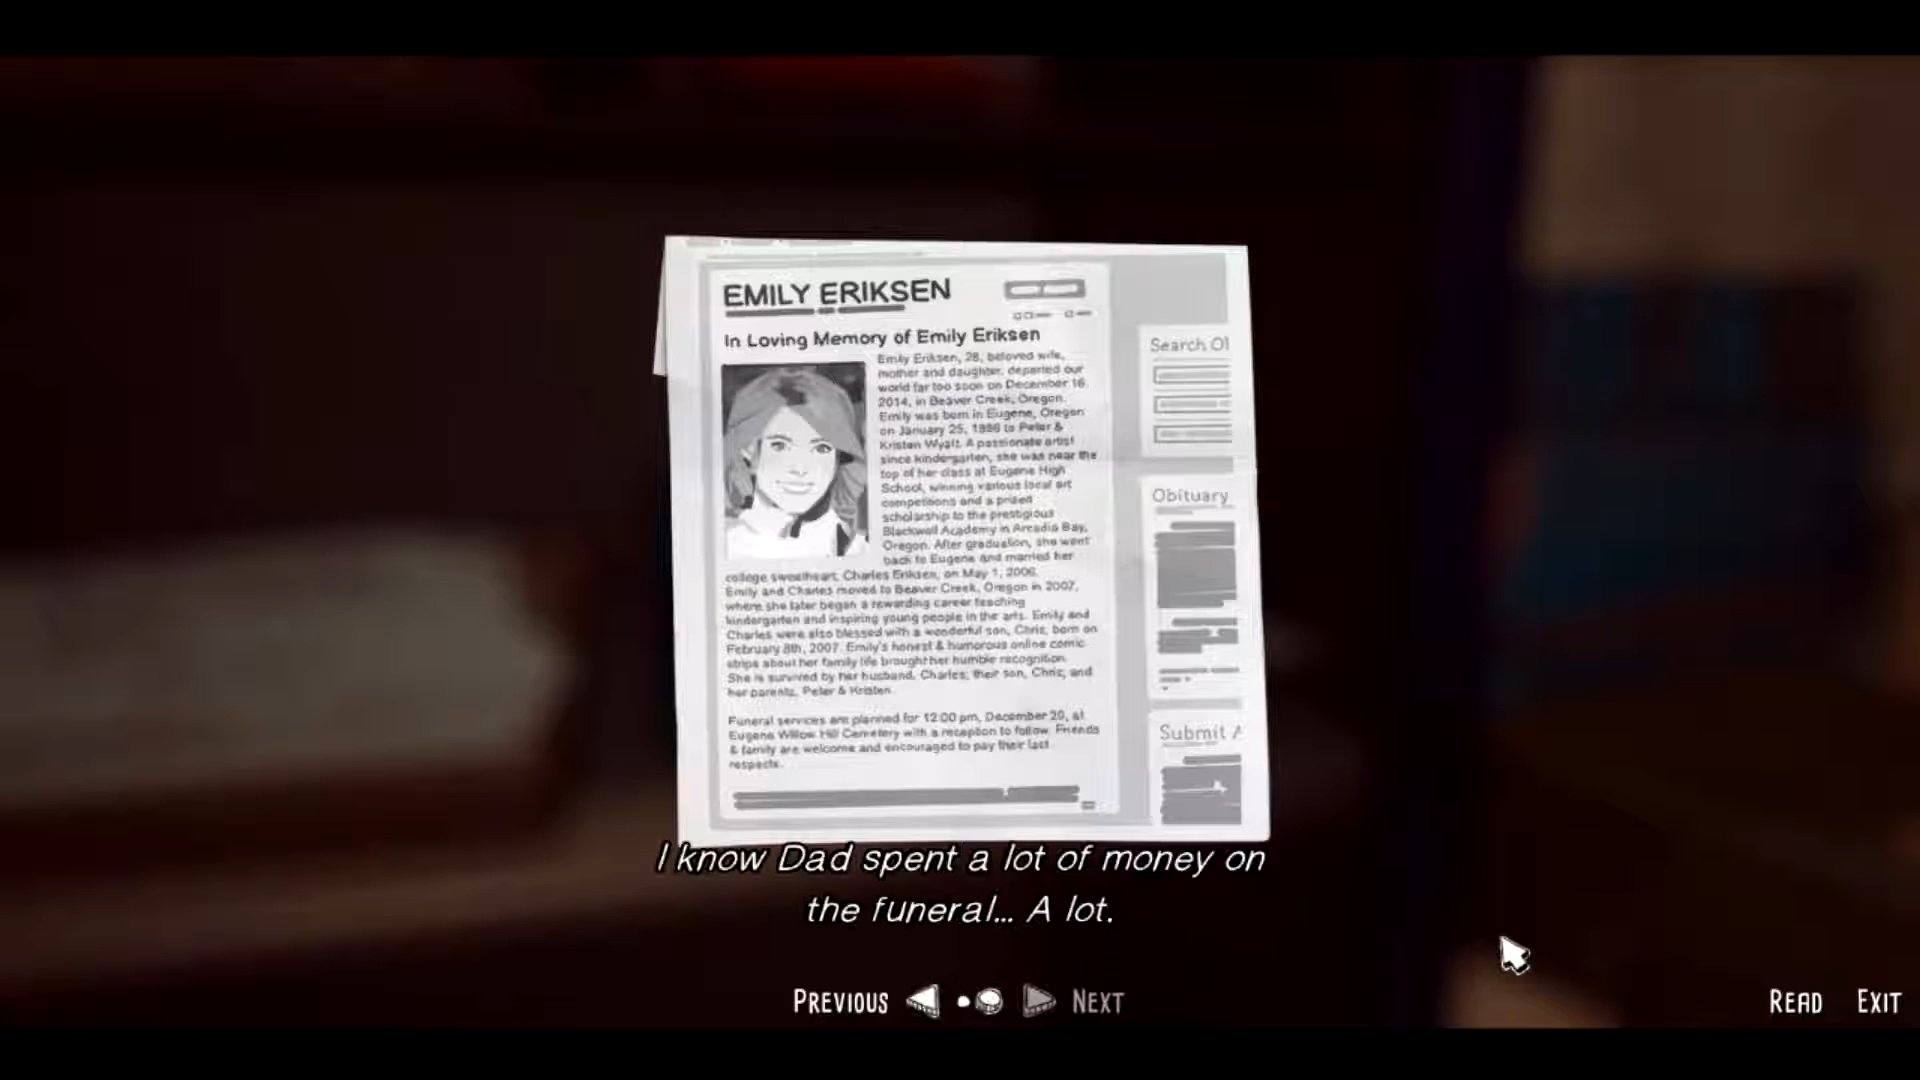 EMILY ERIKSEN
In Loving Memory of Emily Eriksen
Emily Eriksen, 28, beloved wife,
mother and daughter, departed our
world far too soon on December 16
2014, in Beaver Creek, Oregon.
Emily was born in Eugene, Oregon
on January 25, 1986 to Peter &
Kristen Wyatt. A passionate artist
since kindergarten, she was near the
top of her class at Eugene High
School, winning various local art
competitions and a prized
scholarship to the prestigious
Blackwell Academy in Arcadia Bay,
Oregon. After graduation, she went
back to Eugene and married her
college sweetheart, Charles Eriksen, on May 1, 2006.
Emily and Charles moved to Beaver Creek, Oregon in 2007,
where she later began a rewarding career teaching
kindergarten and inspiring young people in the arts. Emily and
Charles were also blessed with a wonderful son, Chris, born on
February 8th, 2007. Emily's honest & humorous online comic
strips about her family life brought her humble recognition.
She is survived by her husband, Charles; their son, Chris; and
her parents, Peter & Kristen.
Funeral services are planned for 12:00 pm, December 20, at
Eugene Willow Hill Cemetery with a reception to follow. Friends
& family are welcome and encouraged to pay their last
respects.
Search Ol
Obituary
Submit A
I know Dad spent a lot of money on
the funeral... A lot.
PREVIOUS NEXT
READ EXIT